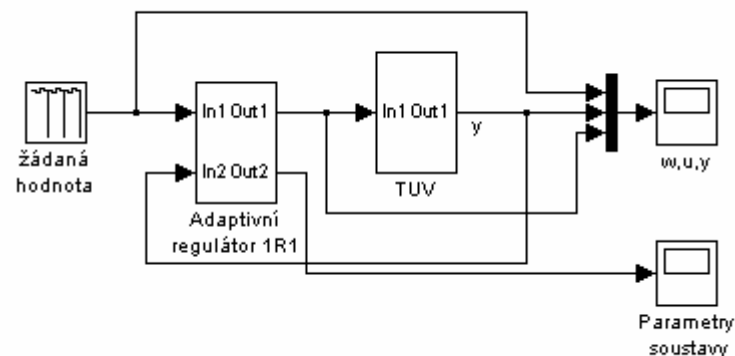 In1 Out1
In2 Out2
In1 Out1
y
žádaná
hodnota
Adaptivní
regulátor 1R1
TUV
w,u,y
Parametry
soustavy